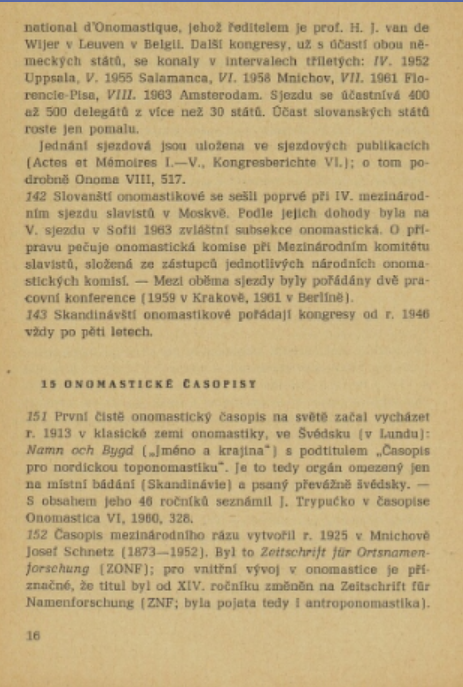 national d'Onomastique, jehož ředitelem je prof. H. J. van de
Wijer v Leuven v Belgii. Další kongresy, už s účastí obou ně-
meckých států, se konaly v intervalech tříletých: IV. 1952
Uppsala, V. 1955 Salamanca, VI. 1958 Mnichov, VII. 1961 Flo-
rencie-Pisa, VIII. 1963 Amsterodam. Sjezdu se účastnívá 400
až 500 delegátů z více než 30 států. Účast slovanských států
roste jen pomalu.
Jednání sjezdová jsou uložena ve sjezdových publikacích
(Actes et Mémoires I.—V., Kongresberichte VI.); o tom po-
drobně Onoma VIII, 517.
142 Slovanští onomastikové se sešli poprvé při IV. mezinárod-
ním sjezdu slavistů v Moskvě. Podle jejich dohody byla na
V. sjezdu v Sofii 1963 zvláštní subsekce onomastická. O pří-
pravu pečuje onomastická komise při Mezinárodním komitétu
slavistů, složená ze zástupců jednotlivých národních onoma-
stických komisí. — Mezi oběma sjezdy byly pořádány dvě pra-
covní konference (1959 v Krakově, 1961 v Berlíně).
143 Skandinávští onomastikové pořádají kongresy od r. 1946
vždy po pěti letech.
15 ONOMASTICKÉ ČASOPISY
151 První čistě onomastický časopis na světě začal vycházet
r. 1913 v klasické zemi onomastiky, ve Švédsku (v Lundu):
Namn och Bygd („Jméno a krajina“) s podtitulem „Časopis
pro nordickou toponomastiku“. Je to tedy orgán omezený jen
na místní bádání (Skandinávie) a psaný převážně švédsky. —
S obsahem jeho 46 ročníků seznámil J. Trypućko v časopise
Onomastica VI, 1960, 328.
152 Časopis mezinárodního rázu vytvořil r. 1925 v Mnichově
Josef Schnetz (1873—1952). Byl to Zeitschrift für Ortsnamen-
forschung (ZONF); pro vnitřní vývoj v onomastice je pří-
značné, že titul byl od XIV. ročníku změněn na Zeitschrift für
Namenforschung (ZNF; byla pojata tedy i antroponomastika).
16